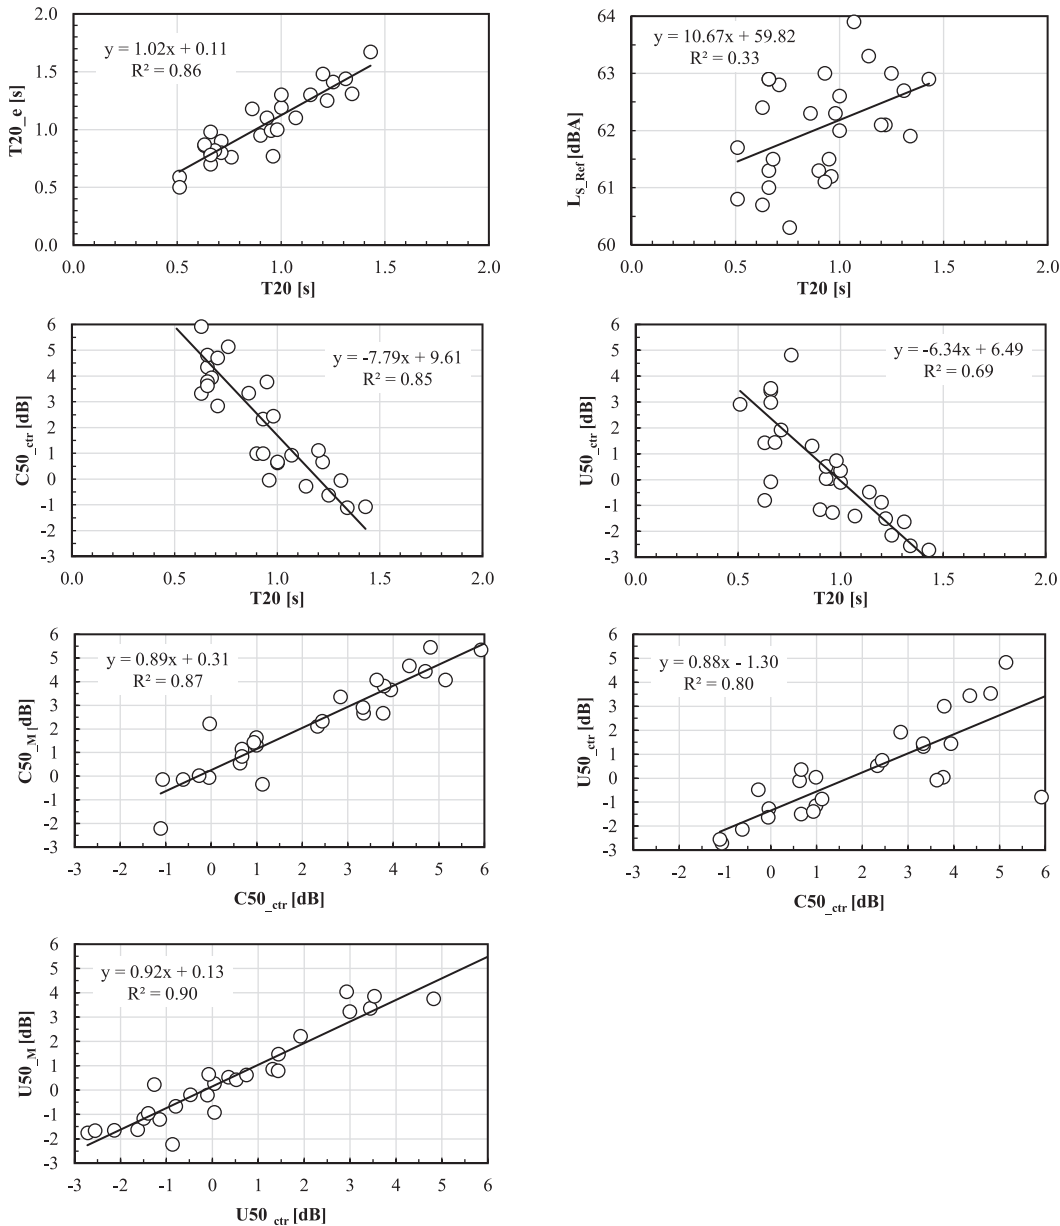 2.0
1.5
1.0
0.5
0.0
T20_e [s]
y = 1.02x + 0.11
R² = 0.86
0.0 0.5 1.0 1.5 2.0
T20 [s]
64
63
62
61
60
L_S_Ref [dBA]
y = 10.67x + 59.82
R² = 0.33
0.0 0.5 1.0 1.5 2.0
T20 [s]
6
5
4
3
2
1
0
-1
-2
-3
C50_ctr [dB]
y = -7.79x + 9.61
R² = 0.85
0.0 0.5 1.0 1.5 2.0
T20 [s]
6
5
4
3
2
1
0
-1
-2
-3
U50_ctr [dB]
y = -6.34x + 6.49
R² = 0.69
0.0 0.5 1.0 1.5 2.0
T20 [s]
6
5
4
3
2
1
0
-1
-2
-3
C50_M [dB]
y = 0.89x + 0.31
R² = 0.87
-3 -2 -1 0 1 2 3 4 5 6
C50_ctr [dB]
6
5
4
3
2
1
0
-1
-2
-3
U50_ctr [dB]
y = 0.88x - 1.30
R² = 0.80
-3 -2 -1 0 1 2 3 4 5 6
C50_ctr [dB]
6
5
4
3
2
1
0
-1
-2
-3
U50_M [dB]
y = 0.92x + 0.13
R² = 0.90
-3 -2 -1 0 1 2 3 4 5 6
U50_ctr [dB]